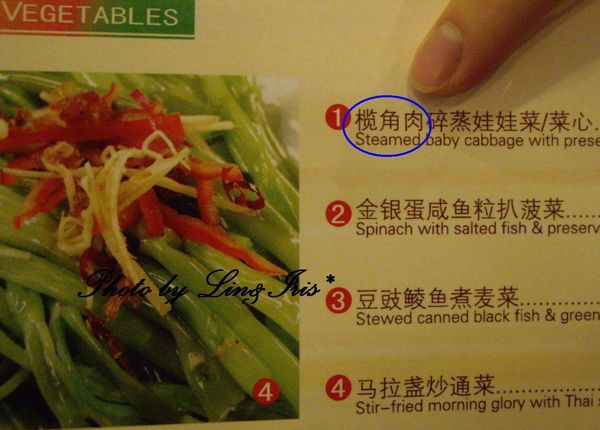 VEGETABLES
1 榄角肉碎蒸娃娃菜/菜心..
Steamed baby cabbage with prese
2 金银蛋咸鱼粒扒菠菜......
Spinach with salted fish & preserv
3 豆豉鲮鱼煮麦菜...............
Stewed canned black fish & green
4 马拉盏炒通菜..................
Stir-fried morning glory with Thai s
4
Photo by Lin & Iris *